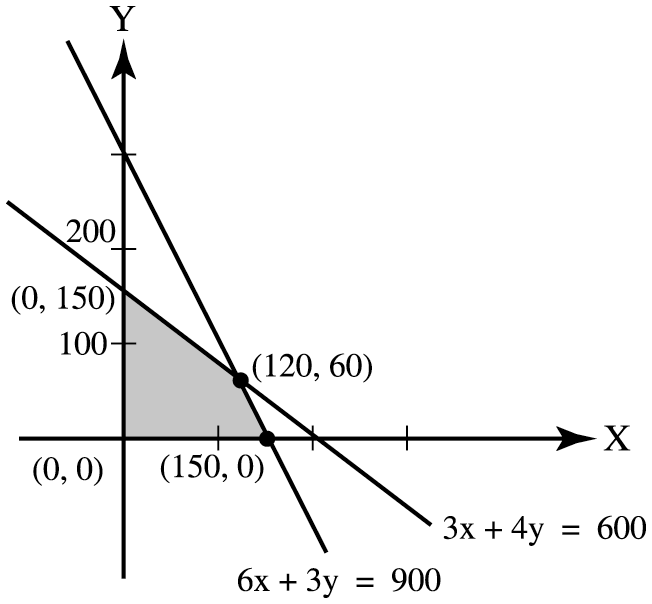 Y
200
(0, 150)
100
(120, 60)
X
(0, 0)
(150, 0)
3x + 4y = 600
6x + 3y = 900